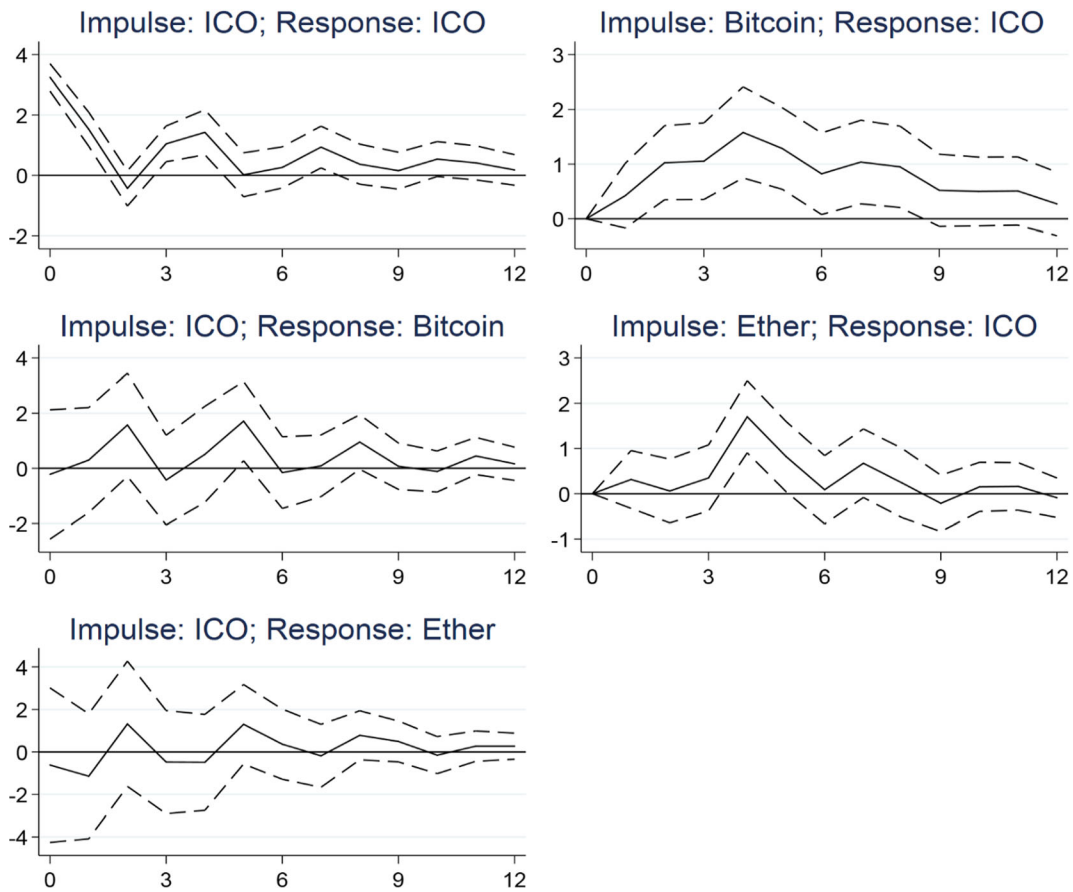 Impulse: ICO; Response: ICO
4
2
0
-2
0 3 6 9 12
Impulse: Bitcoin; Response: ICO
3
2
1
0
0 3 6 9 12
Impulse: ICO; Response: Bitcoin
4
2
0
-2
0 3 6 9 12
Impulse: Ether; Response: ICO
3
2
1
0
-1
0 3 6 9 12
Impulse: ICO; Response: Ether
4
2
0
-2
-4
0 3 6 9 12